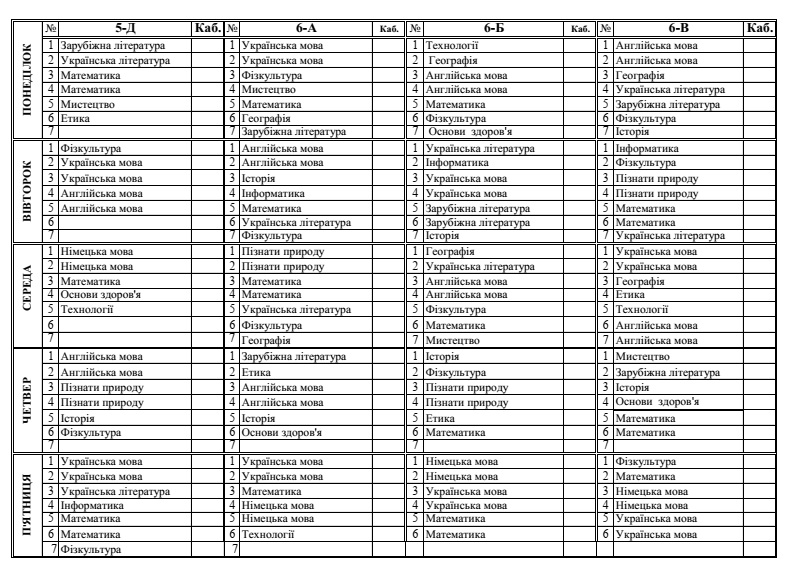 № 5-Д Каб. № 6-А Каб. № 6-Б Каб. № 6-В Каб.
ПОНЕДІЛОК
1 Зарубіжна література 1 Українська мова 1 Технології 1 Англійська мова
2 Українська література 2 Українська мова 2 Географія 2 Англійська мова
3 Математика 3 Фізкультура 3 Англійська мова 3 Географія
4 Математика 4 Мистецтво 4 Англійська мова 4 Українська література
5 Мистецтво 5 Математика 5 Математика 5 Зарубіжна література
6 Етика 6 Географія 6 Фізкультура 6 Фізкультура
7 7 Зарубіжна література 7 Основи здоров'я 7 Історія
ВІВТОРОК
1 Фізкультура 1 Англійська мова 1 Українська література 1 Інформатика
2 Українська мова 2 Англійська мова 2 Інформатика 2 Фізкультура
3 Українська мова 3 Історія 3 Українська мова 3 Пізнати природу
4 Англійська мова 4 Інформатика 4 Українська мова 4 Пізнати природу
5 Англійська мова 5 Математика 5 Зарубіжна література 5 Математика
6 6 Українська література 6 Зарубіжна література 6 Математика
7 7 Фізкультура 7 Історія 7 Українська література
СЕРЕДА
1 Німецька мова 1 Пізнати природу 1 Географія 1 Українська мова
2 Німецька мова 2 Пізнати природу 2 Українська література 2 Українська мова
3 Математика 3 Математика 3 Англійська мова 3 Географія
4 Основи здоров'я 4 Математика 4 Англійська мова 4 Етика
5 Технології 5 Українська література 5 Фізкультура 5 Технології
6 6 Фізкультура 6 Математика 6 Англійська мова
7 7 Географія 7 Мистецтво 7 Англійська мова
ЧЕТВЕР
1 Англійська мова 1 Зарубіжна література 1 Історія 1 Мистецтво
2 Англійська мова 2 Етика 2 Фізкультура 2 Зарубіжна література
3 Пізнати природу 3 Англійська мова 3 Пізнати природу 3 Історія
4 Пізнати природу 4 Англійська мова 4 Пізнати природу 4 Основи здоров'я
5 Історія 5 Історія 5 Етика 5 Математика
6 Фізкультура 6 Основи здоров'я 6 Математика 6 Математика
7 7 7 7
П'ЯТНИЦЯ
1 Українська мова 1 Українська мова 1 Німецька мова 1 Фізкультура
2 Українська мова 2 Українська мова 2 Німецька мова 2 Математика
3 Українська література 3 Математика 3 Українська мова 3 Німецька мова
4 Інформатика 4 Німецька мова 4 Українська мова 4 Німецька мова
5 Математика 5 Німецька мова 5 Математика 5 Українська мова
6 Математика 6 Технології 6 Математика 6 Українська мова
7 Фізкультура 7